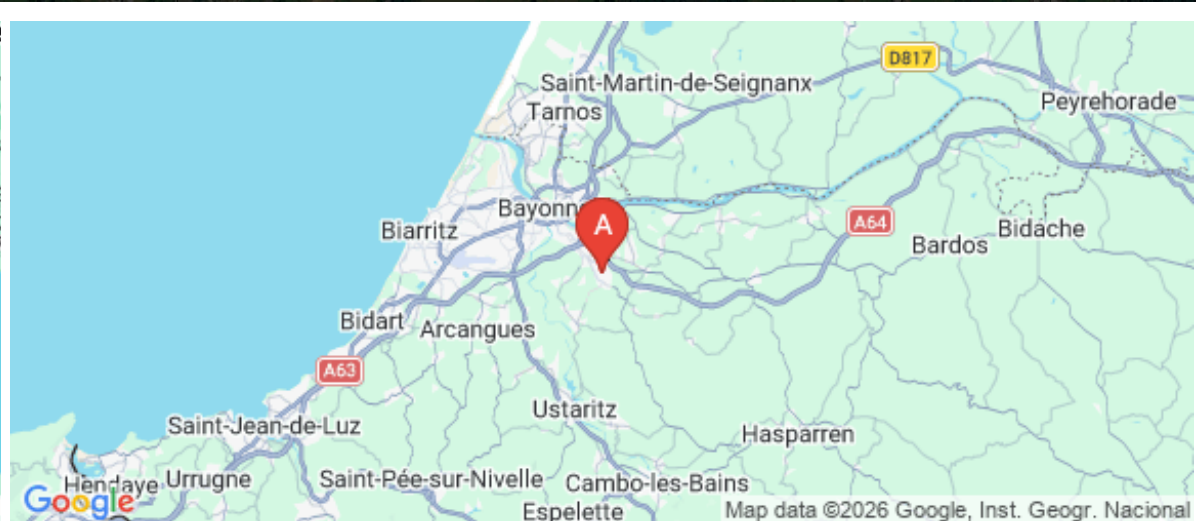 D817
Saint-Martin-de-Seignanx
Peyrehorade
Tarnos
Bayonn
A
Biarritz
A64
Bidache
Bardos
Bidart
Arcangues
A63
Ustaritz
Saint-Jean-de-Luz
Hasparren
Hendaye
Urrugne
Saint-Pée-sur-Nivelle
Cambo-les-Bains
Google
Espelette
Map data ©2026 Google, Inst. Geogr. Nacional